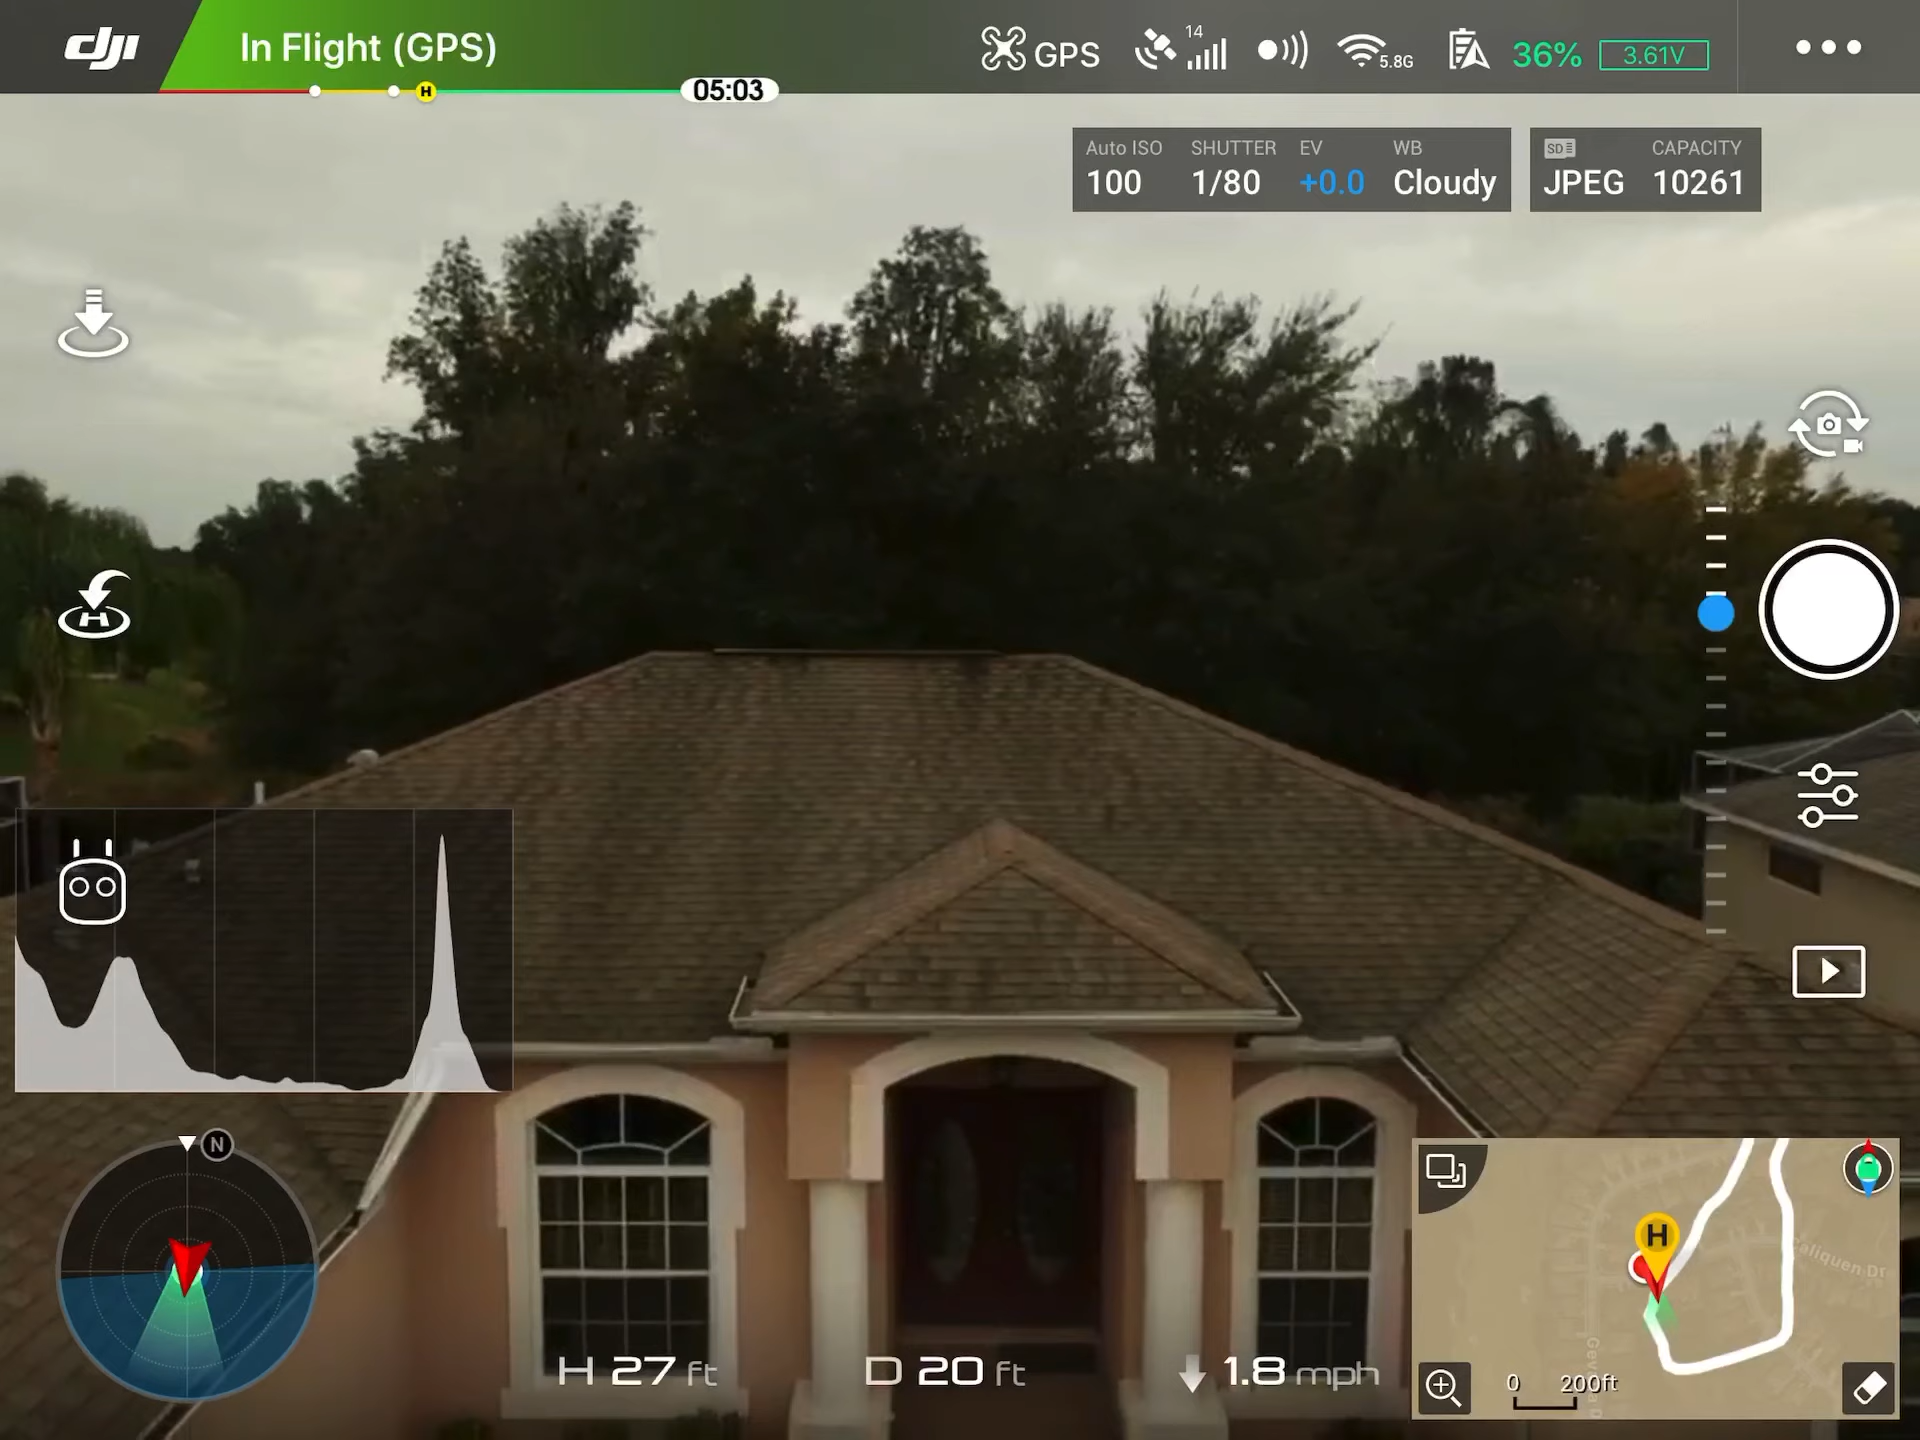 dji
In Flight (GPS)
GPS
14
5.8G
36%
3.61V
H
05:03
Auto ISO
100
SHUTTER
1/80
EV
+0.0
WB
Cloudy
SD
JPEG
CAPACITY
10261
H
N
H 27 ft
D 20 ft
1.8 mph
H
Caliquen Dr
0 200ft